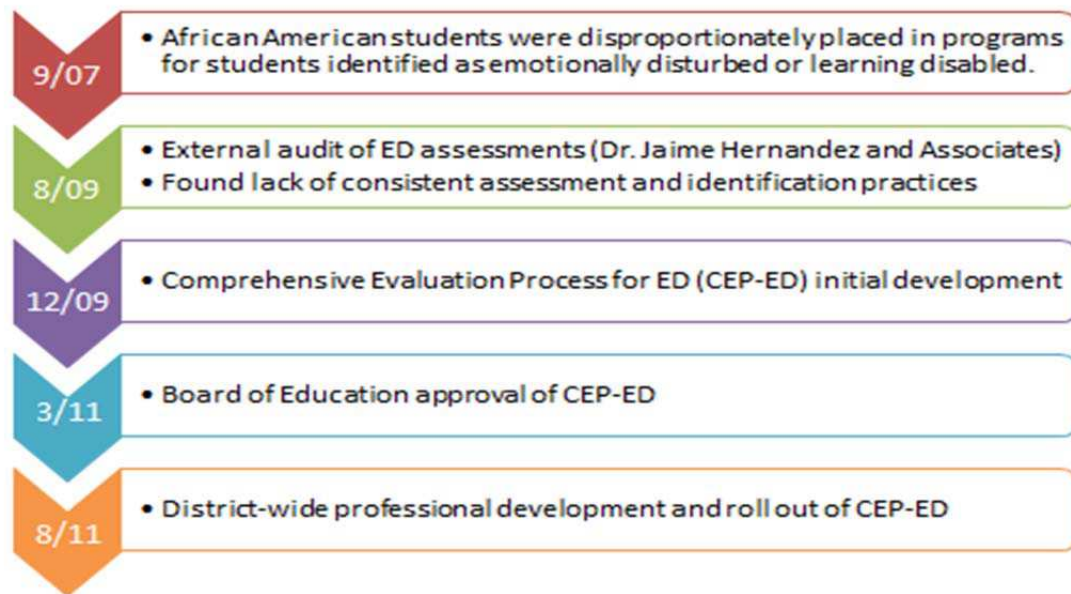 9/07
• African American students were disproportionately placed in programs
for students identified as emotionally disturbed or learning disabled.
8/09
• External audit of ED assessments (Dr. Jaime Hernandez and Associates)
• Found lack of consistent assessment and identification practices
12/09
• Comprehensive Evaluation Process for ED (CEP-ED) initial development
3/11
• Board of Education approval of CEP-ED
8/11
• District-wide professional development and roll out of CEP-ED